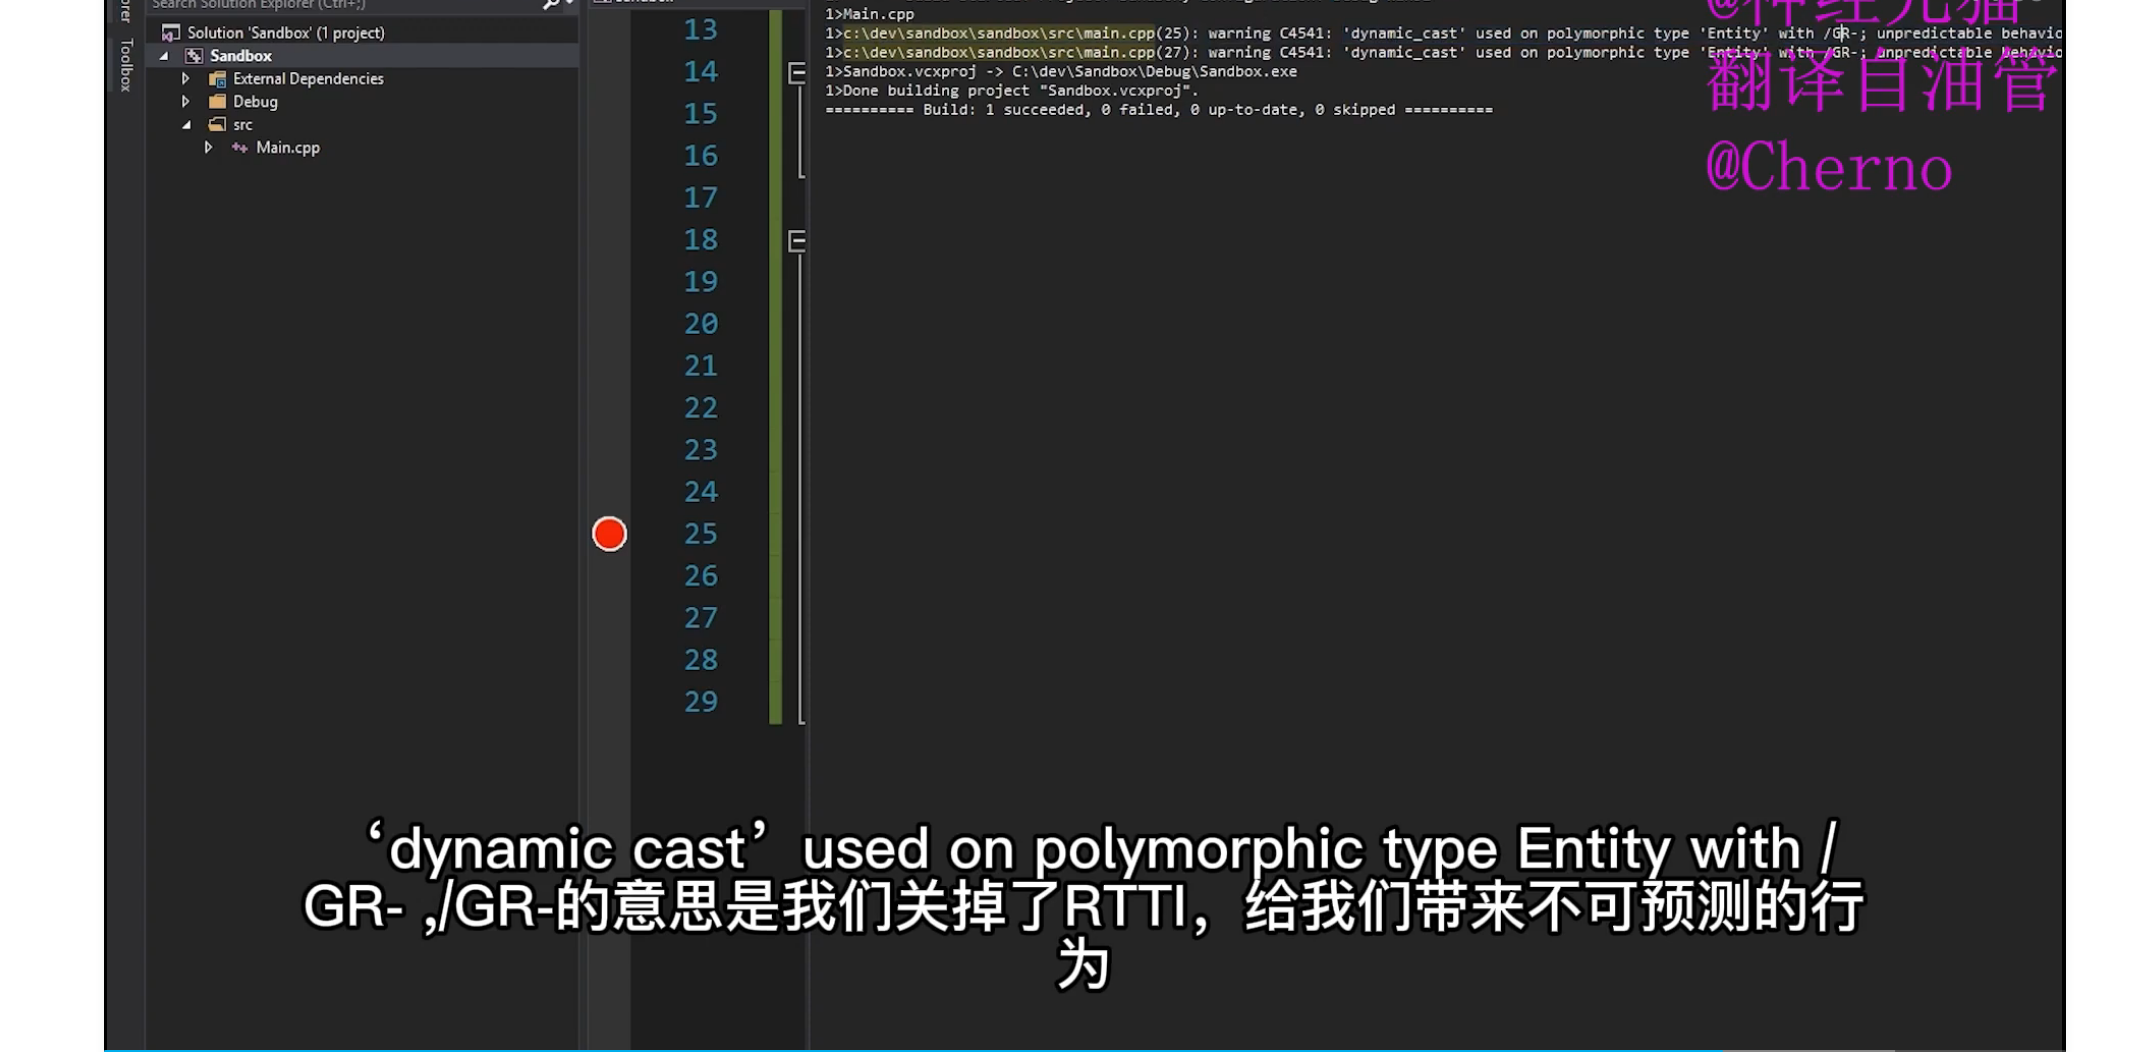 Search Solution Explorer (Ctrl+;)
Toolbox
Solution 'Sandbox' (1 project)
Sandbox
External Dependencies
Debug
src
Main.cpp
13
14
15
16
17
18
19
20
21
22
23
24
25
26
27
28
29
1>Main.cpp
1>c:\dev\sandbox\sandbox\src\main.cpp(25): warning C4541: 'dynamic_cast' used on polymorphic type 'Entity' with /GR-; unpredictable behavio
1>c:\dev\sandbox\sandbox\src\main.cpp(27): warning C4541: 'dynamic_cast' used on polymorphic type 'Entity' with /GR-; unpredictable behavio
1>Sandbox.vcxproj -> C:\dev\Sandbox\Debug\Sandbox.exe
1>Done building project "Sandbox.vcxproj".
========== Build: 1 succeeded, 0 failed, 0 up-to-date, 0 skipped ==========
翻译自油管
@Cherno
‘dynamic cast’used on polymorphic type Entity with /
GR- ,/GR-的意思是我们关掉了RTTI，给我们带来不可预测的行
为